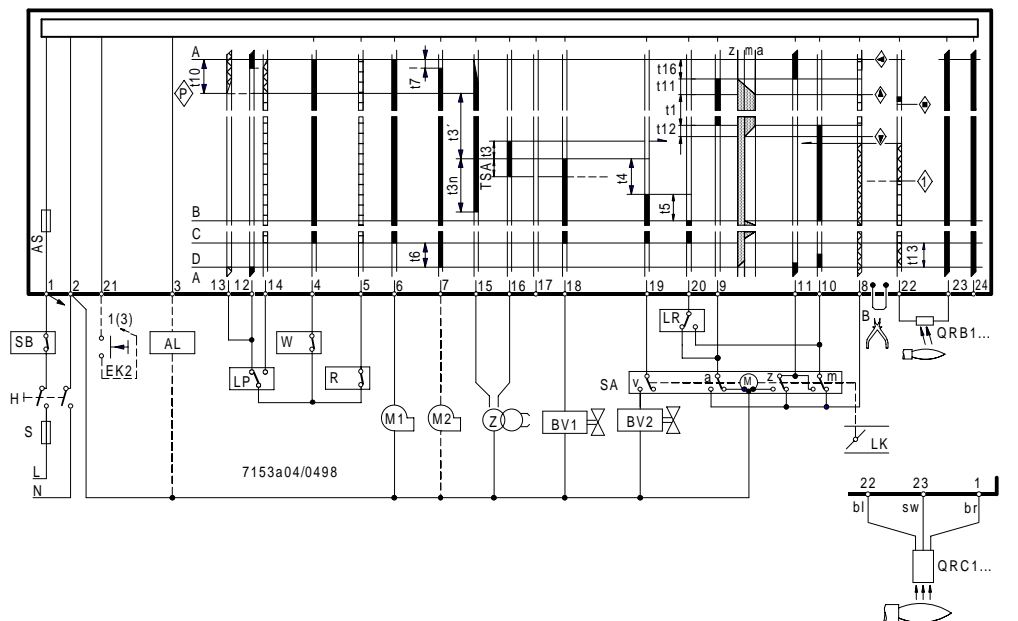 A
z m a
t10
P
t7
t16
t11
t1
t12
t3´
t3
TSA
t3n
t4
t5
1
B
C
D
A
t6
t13
AS
1 2 21 3 13 12 14 4 5 6 7 15 16 17 18 19 20 9 11 10 8 22 23 24
B
QRB1...
SB
1(3)
EK2
AL
W
LP
R
LR
SA
v a M z m
H
S
M1
M2
Z
BV1
BV2
LK
L
N
7153a04/0498
22 23 1
bl sw br
QRC1...